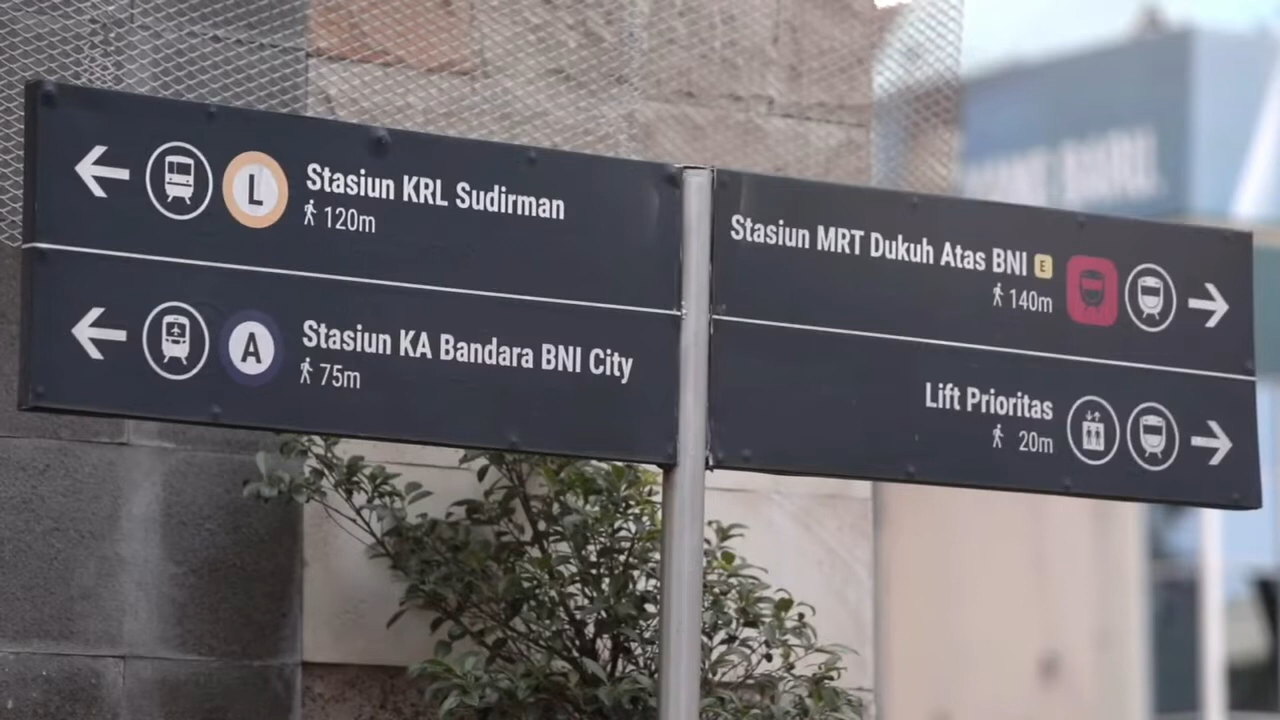 L
Stasiun KRL Sudirman
120m
A
Stasiun KA Bandara BNI City
75m
Stasiun MRT Dukuh Atas BNI E
140m
Lift Prioritas
20m